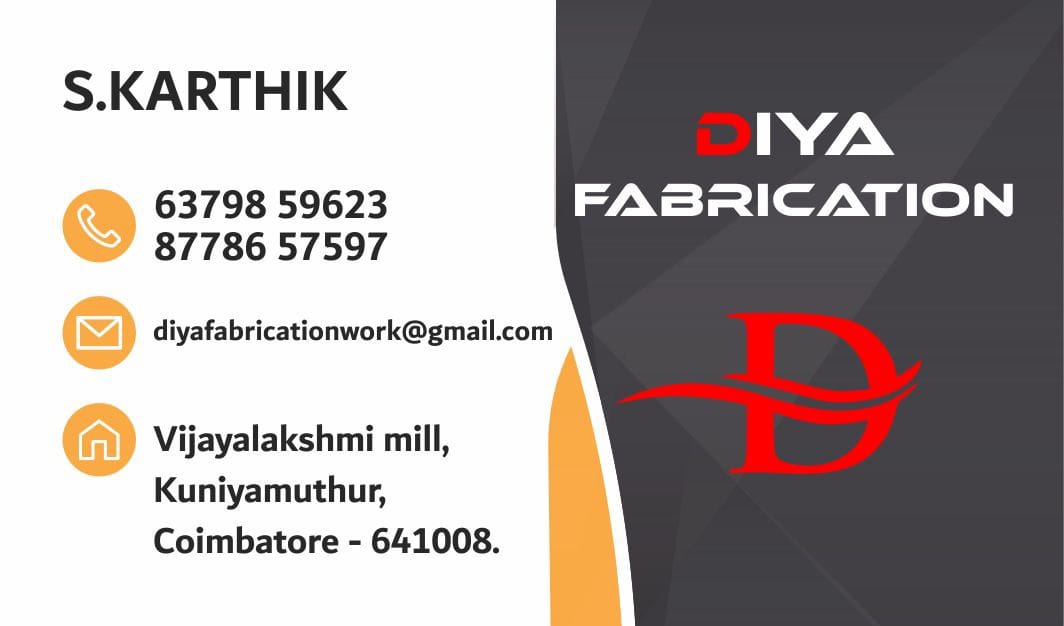 S.KARTHIK
63798 59623
87786 57597
diyafabricationwork@gmail.com
Vijayalakshmi mill,
Kuniyamuthur,
Coimbatore - 641008.
DIYA
FABRICATION
D